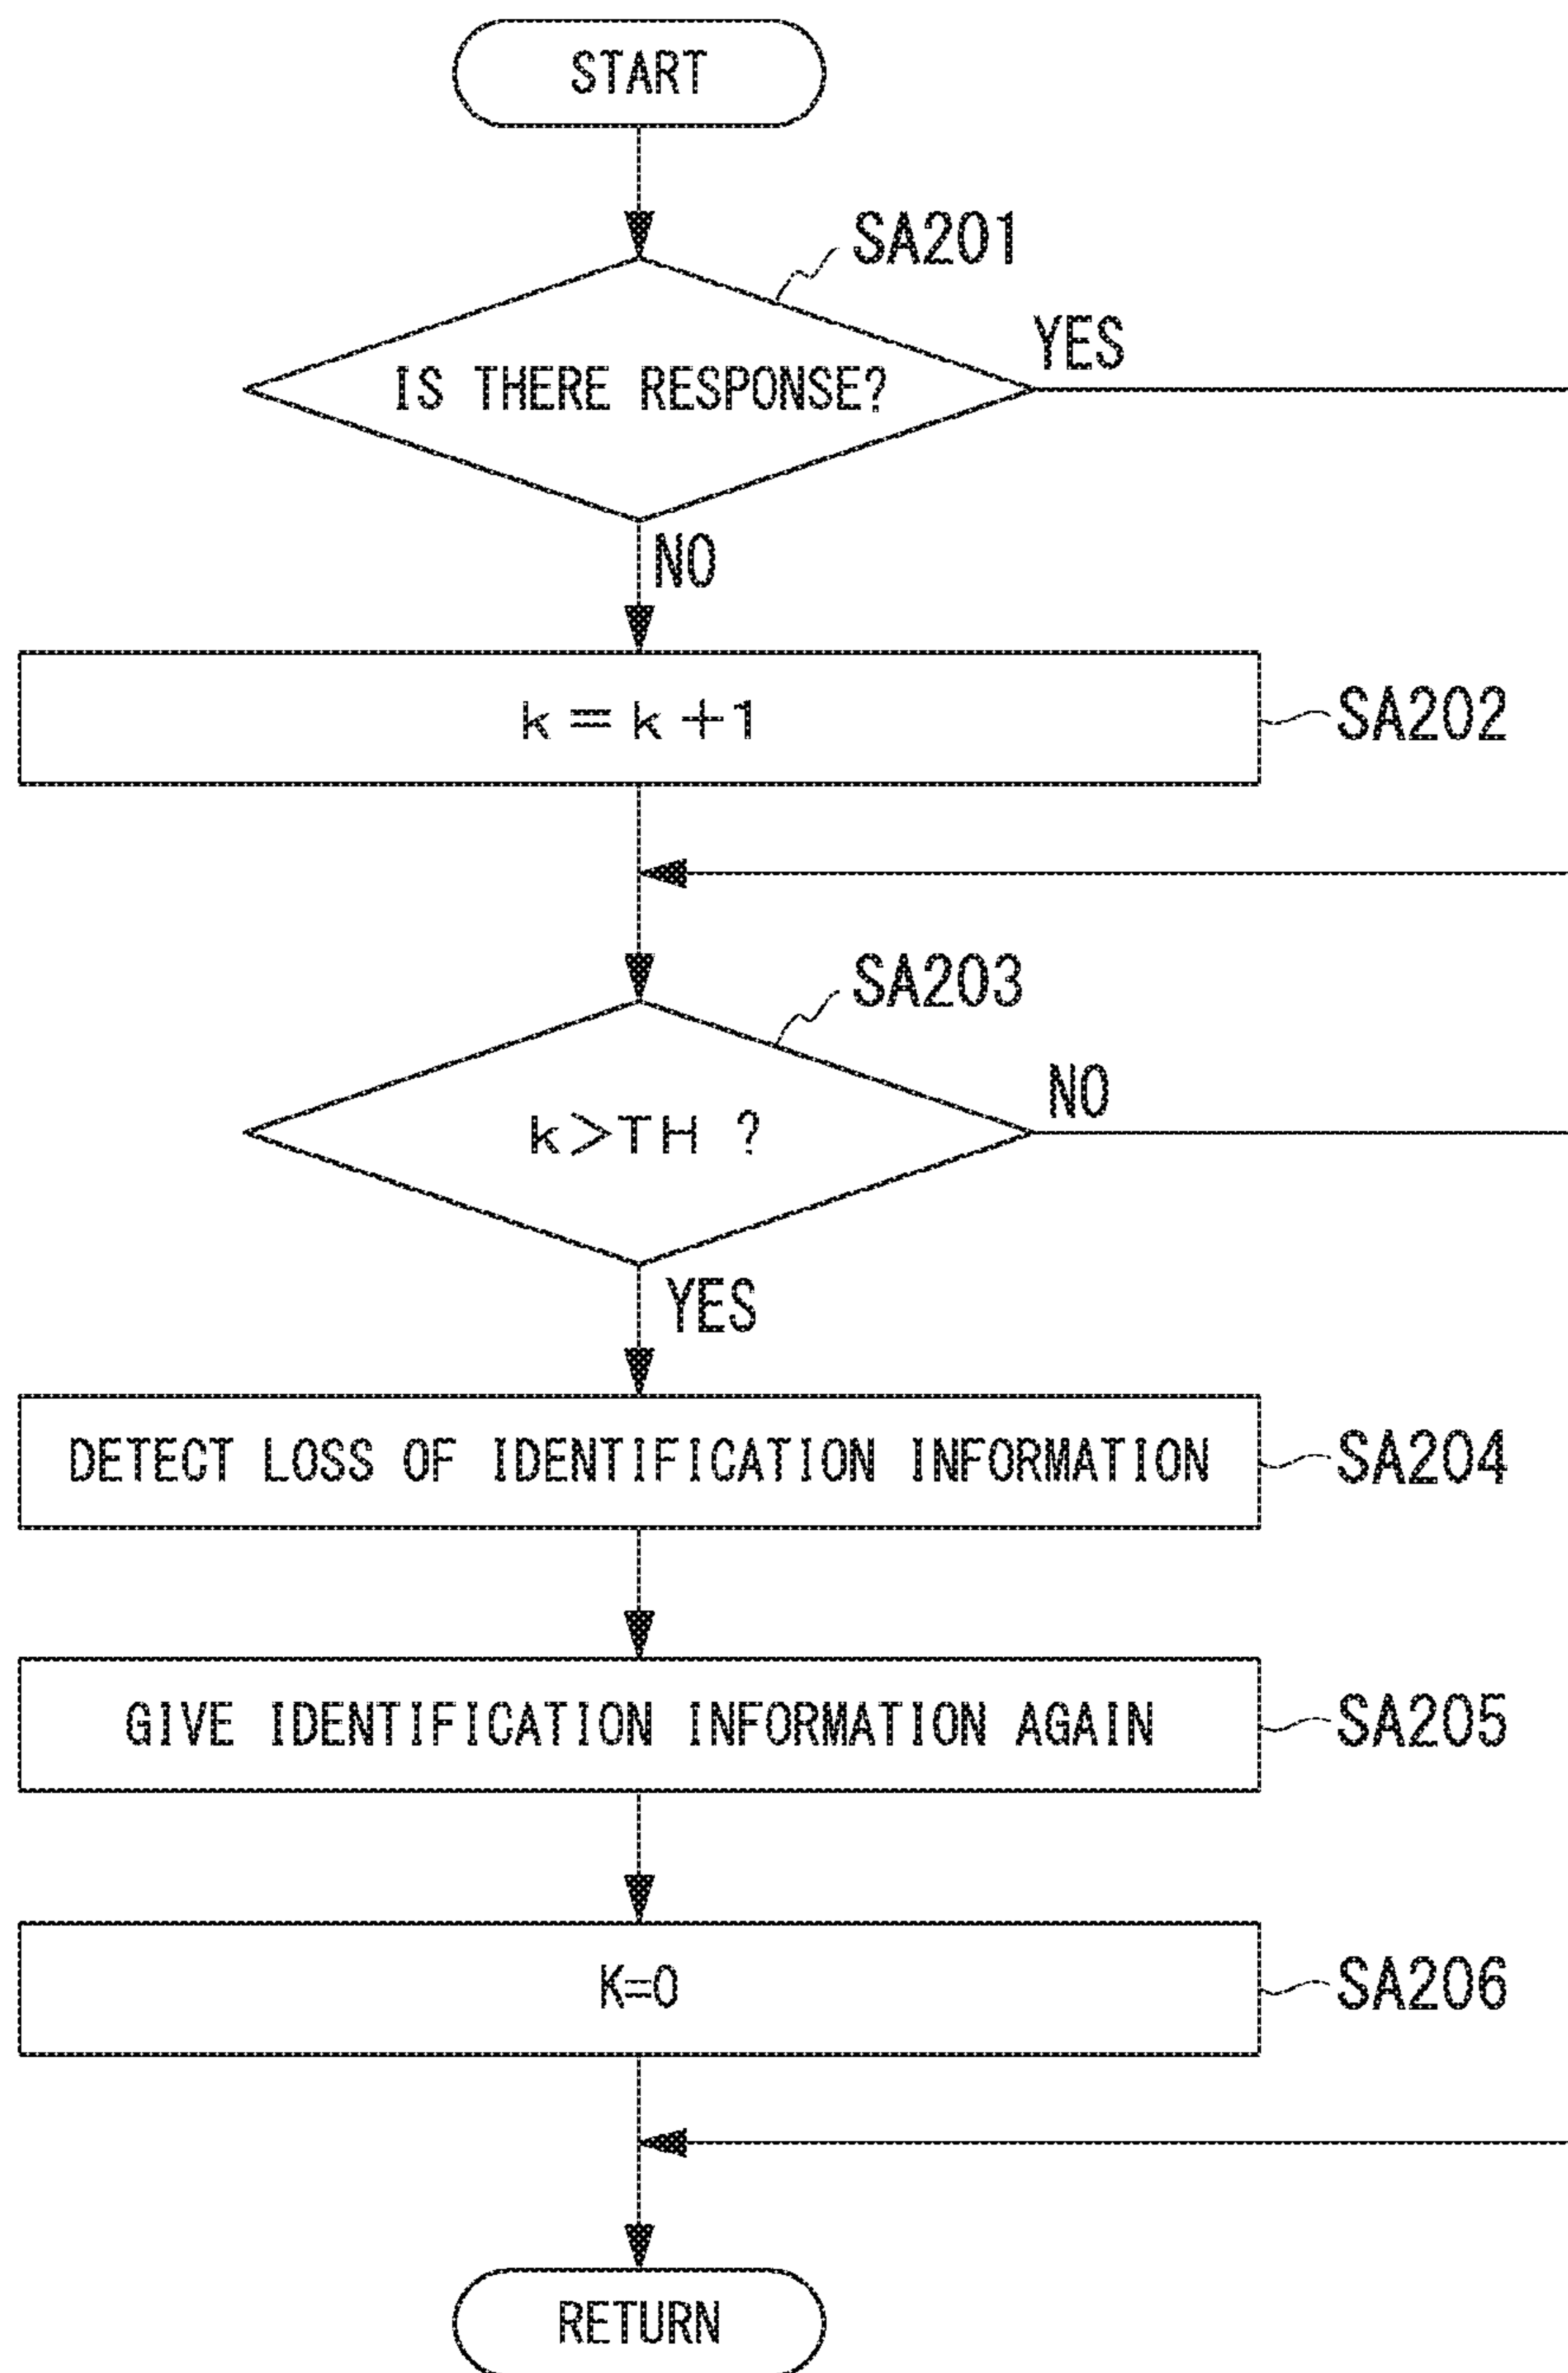 START
SA201
YES
IS THERE RESPONSE?
NO
k=k+1
SA202
SA203
NO
k>TH ?
YES
DETECT LOSS OF IDENTIFICATION INFORMATION
SA204
GIVE IDENTIFICATION INFORMATION AGAIN
SA205
K=0
SA206
RETURN